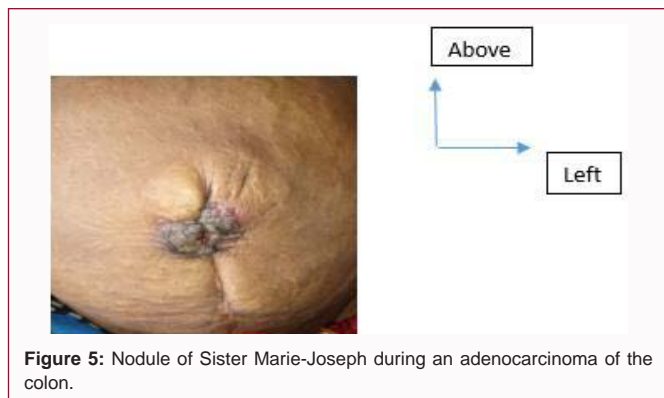 Above
Left
Figure 5: Nodule of Sister Marie-Joseph during an adenocarcinoma of the
colon.